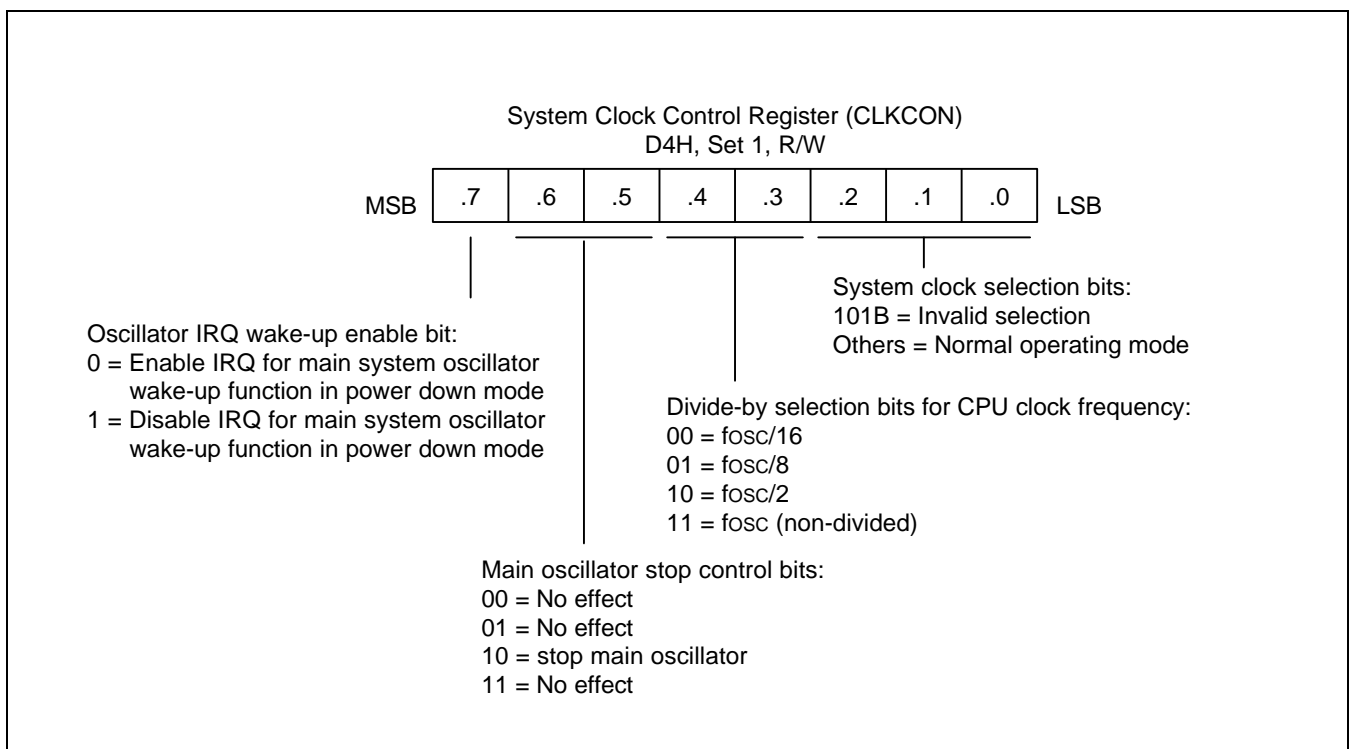 System Clock Control Register (CLKCON)
D4H, Set 1, R/W
MSB .7 .6 .5 .4 .3 .2 .1 .0 LSB
System clock selection bits:
101B = Invalid selection
Others = Normal operating mode
Oscillator IRQ wake-up enable bit:
0 = Enable IRQ for main system oscillator
wake-up function in power down mode
1 = Disable IRQ for main system oscillator
wake-up function in power down mode
Divide-by selection bits for CPU clock frequency:
00 = fOSC/16
01 = fOSC/8
10 = fOSC/2
11 = fOSC (non-divided)
Main oscillator stop control bits:
00 = No effect
01 = No effect
10 = stop main oscillator
11 = No effect